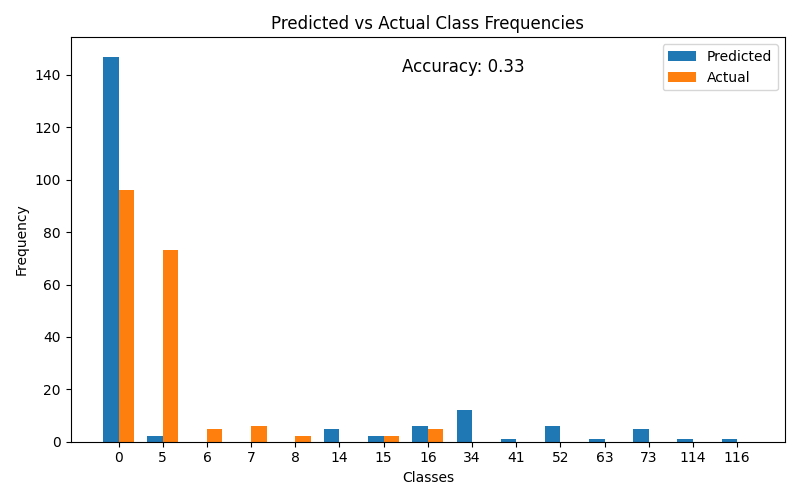 Predicted vs Actual Class Frequencies
Accuracy: 0.33
Predicted
Actual
Frequency
140
120
100
80
60
40
20
0
0 5 6 7 8 14 15 16 34 41 52 63 73 114 116
Classes